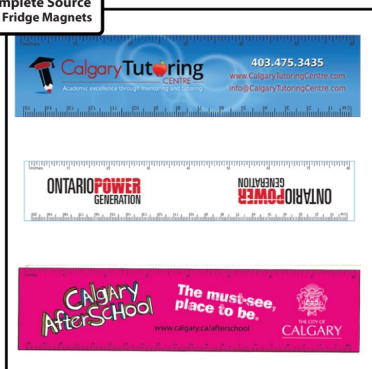 mplete Source
Fridge Magnets
Calgary Tutoring
CENTRE
Academic excellence through mentoring and tutoring
403.475.3435
www.CalgaryTutoringCentre.com
info@CalgaryTutoringCentre.com
ONTARIOPOWER
GENERATION
ONTARIOPOWER
GENERATION
CAlgARy
AfterScHool
The must-see,
place to be.
www.calgary.ca/afterschool
THE CITY OF
CALGARY